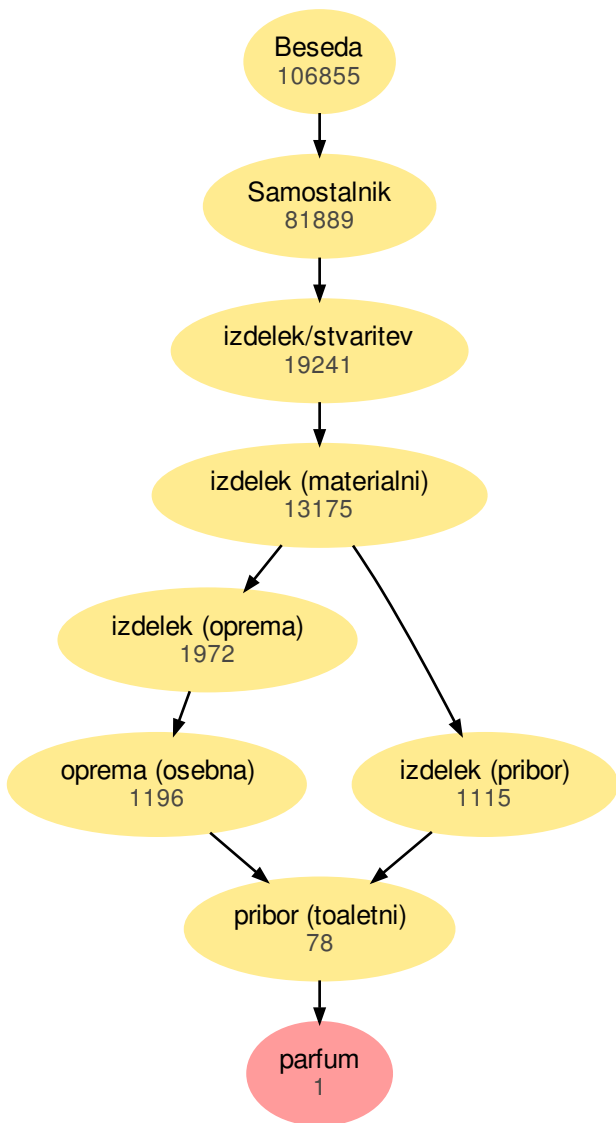 Beseda
106855
Samostalnik
81889
izdelek/stvaritev
19241
izdelek (materialni)
13175
izdelek (oprema)
1972
oprema (osebna)
1196
izdelek (pribor)
1115
pribor (toaletni)
78
parfum
1